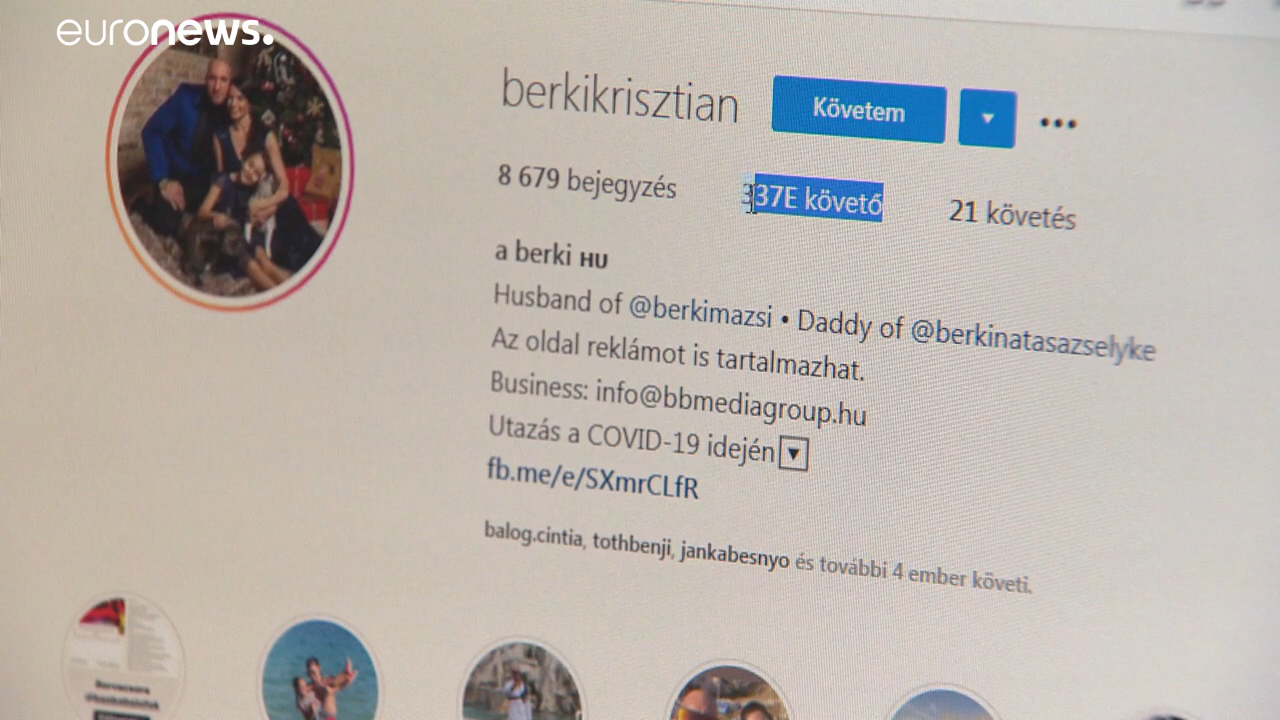 euronews.
berkikrisztian Követem
8 679 bejegyzés 337E követő 21 követés
a berki HU
Husband of @berkimazsi • Daddy of @berkinatasazselyke
Az oldal reklámot is tartalmazhat.
Business: info@bbmediagroup.hu
Utazás a COVID-19 idején
fb.me/e/SXmrCLfR
balog.cintia, tothbenji, jankabesnyo és további 4 ember követi.